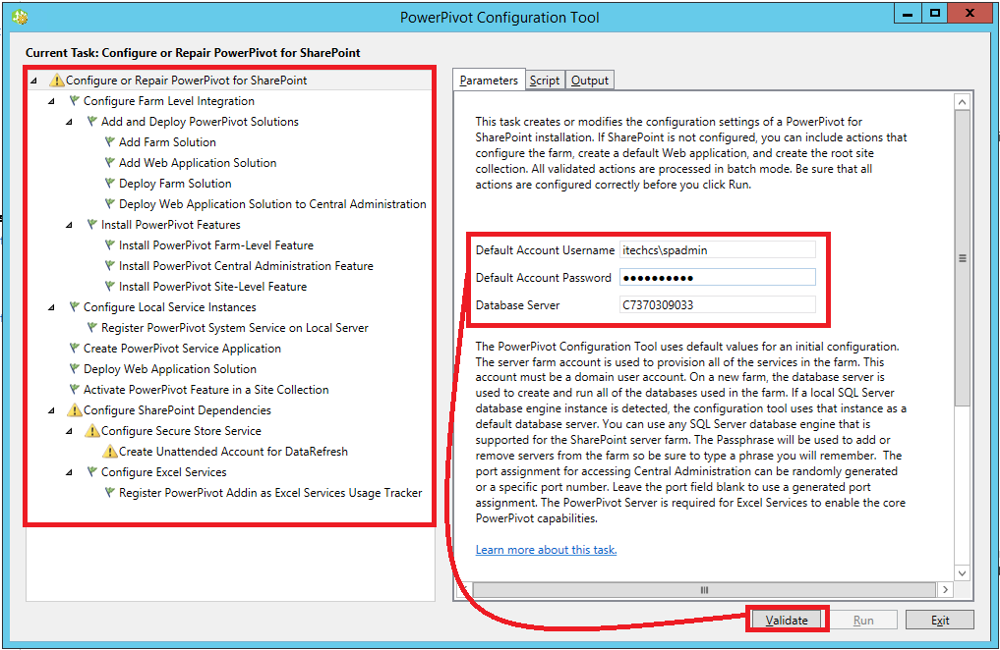 PowerPivot Configuration Tool
Current Task: Configure or Repair PowerPivot for SharePoint
Configure or Repair PowerPivot for SharePoint
Configure Farm Level Integration
Add and Deploy PowerPivot Solutions
Add Farm Solution
Add Web Application Solution
Deploy Farm Solution
Deploy Web Application Solution to Central Administration
Install PowerPivot Features
Install PowerPivot Farm-Level Feature
Install PowerPivot Central Administration Feature
Install PowerPivot Site-Level Feature
Configure Local Service Instances
Register PowerPivot System Service on Local Server
Create PowerPivot Service Application
Deploy Web Application Solution
Activate PowerPivot Feature in a Site Collection
Configure SharePoint Dependencies
Configure Secure Store Service
Create Unattended Account for DataRefresh
Configure Excel Services
Register PowerPivot Addin as Excel Services Usage Tracker
Parameters Script Output
This task creates or modifies the configuration settings of a PowerPivot for
SharePoint installation. If SharePoint is not configured, you can include actions that
configure the farm, create a default Web application, and create the root site
collection. All validated actions are processed in batch mode. Be sure that all
actions are configured correctly before you click Run.
Default Account Username itechcs\spadmin
Default Account Password ●●●●●●●●●●
Database Server C7370309033
The PowerPivot Configuration Tool uses default values for an initial configuration.
The server farm account is used to provision all of the services in the farm. This
account must be a domain user account. On a new farm, the database server is
used to create and run all of the databases used in the farm. If a local SQL Server
database engine instance is detected, the configuration tool uses that instance as a
default database server. You can use any SQL Server database engine that is
supported for the SharePoint server farm. The Passphrase will be used to add or
remove servers from the farm so be sure to type a phrase you will remember. The
port assignment for accessing Central Administration can be randomly generated
or a specific port number. Leave the port field blank to use a generated port
assignment. The PowerPivot Server is required for Excel Services to enable the core
PowerPivot capabilities.
Learn more about this task.
Validate Run Exit